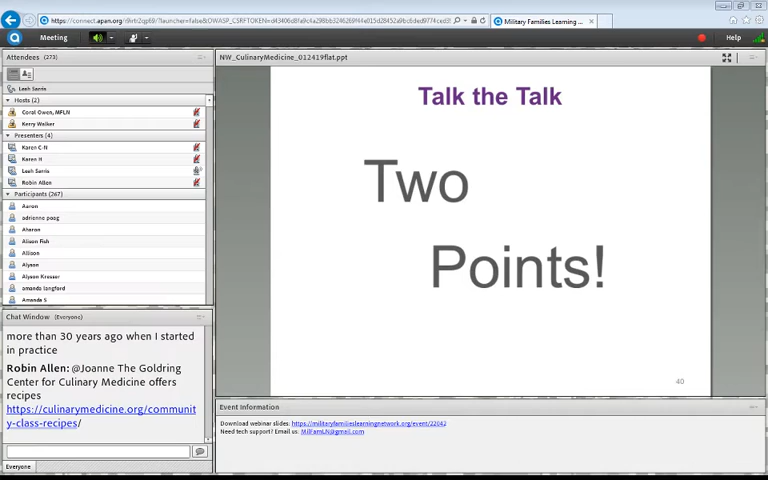 Military Families Learning ...
Meeting
Help
Attendees (273)
Leah Sarris
Hosts (2)
Coral Owen, MFLN
Kerry Walker
Presenters (4)
Karen C-N
Karen H
Leah Sarris
Robin Allen
Participants (267)
Aaron
adrienne poag
Aharon
Alison Fish
Allison
Alyson
Alyson Kresser
amanda langford
Amanda S
Chat Window (Everyone)
more than 30 years ago when I started
in practice
Robin Allen: @Joanne The Goldring
Center for Culinary Medicine offers
recipes
https://culinarymedicine.org/communit
y-class-recipes/
Everyone
NW_CulinaryMedicine_012419flat.ppt
Talk the Talk
Two
Points!
40
Event Information
Download webinar slides: https://militaryfamilieslearningnetwork.org/event/22042
Need tech support? Email us: MilFamLN@gmail.com